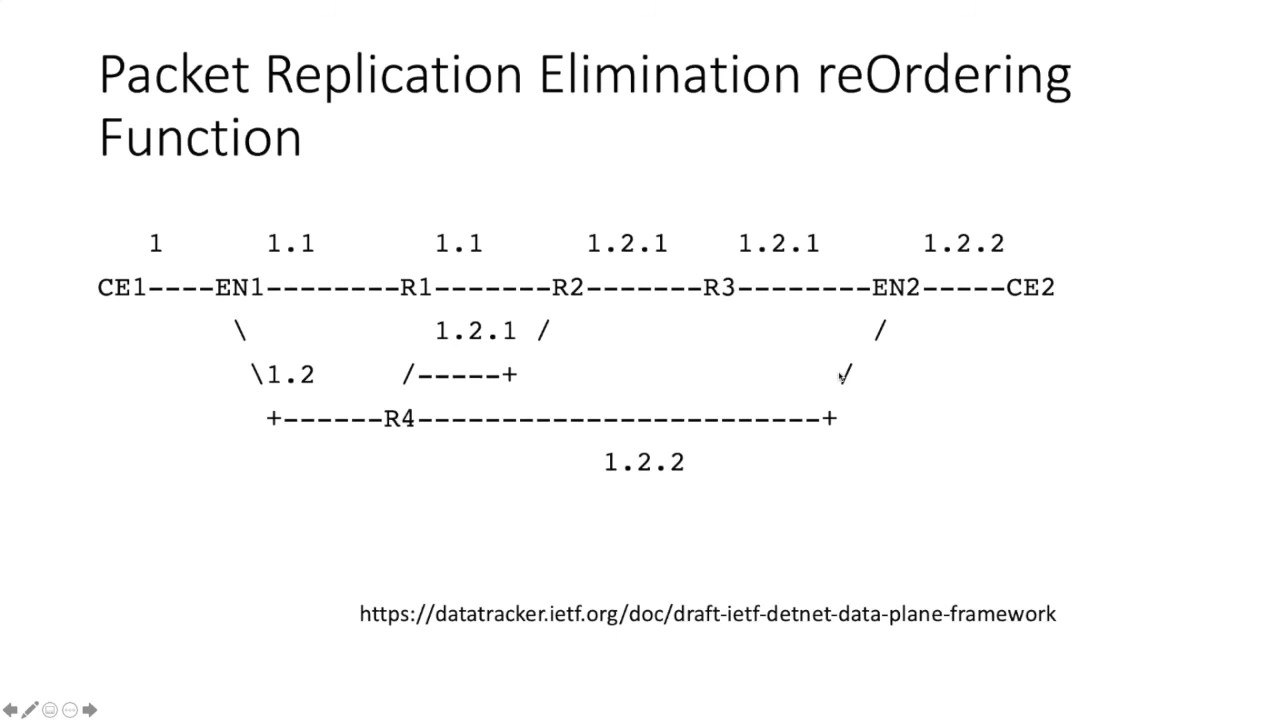 Packet Replication Elimination reOrdering
Function
1 1.1 1.1 1.2.1 1.2.1 1.2.2
CE1----EN1--------R1-------R2-------R3--------EN2-----CE2
\ 1.2.1 / /
\1.2 /-----+ /
+------R4------------------------+
1.2.2
https://datatracker.ietf.org/doc/draft-ietf-detnet-data-plane-framework